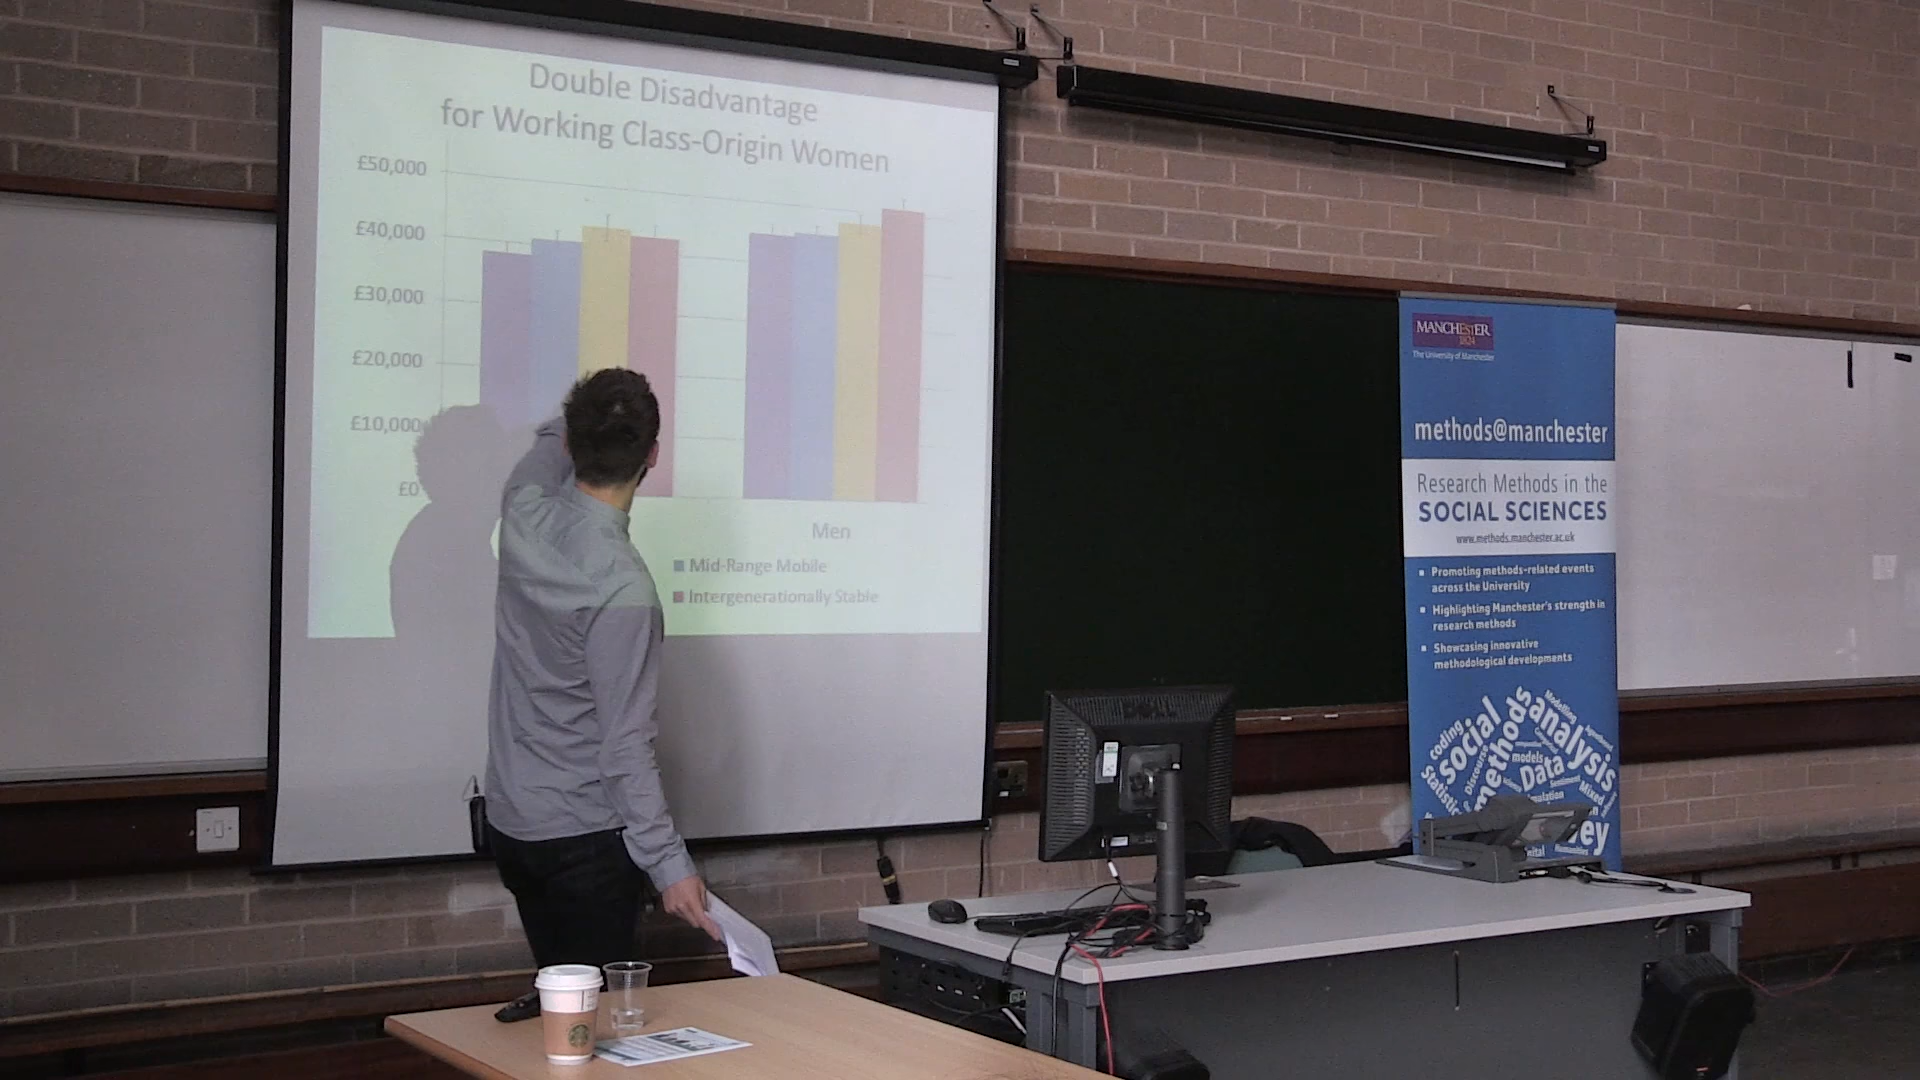 Double Disadvantage
for Working Class-Origin Women
£50,000
£40,000
£30,000
£20,000
£10,000
£0
Men
Mid-Range Mobile
Intergenerationally Stable
MANCHESTER
1824
The University of Manchester
methods@manchester
Research Methods in the
SOCIAL SCIENCES
www.methods.manchester.ac.uk
Promoting methods-related events
across the University
Highlighting Manchester's strength in
research methods
Showcasing innovative
methodological developments
Modelling
coding
Social
methods
analysis
Discourse
models
Data
Mixed